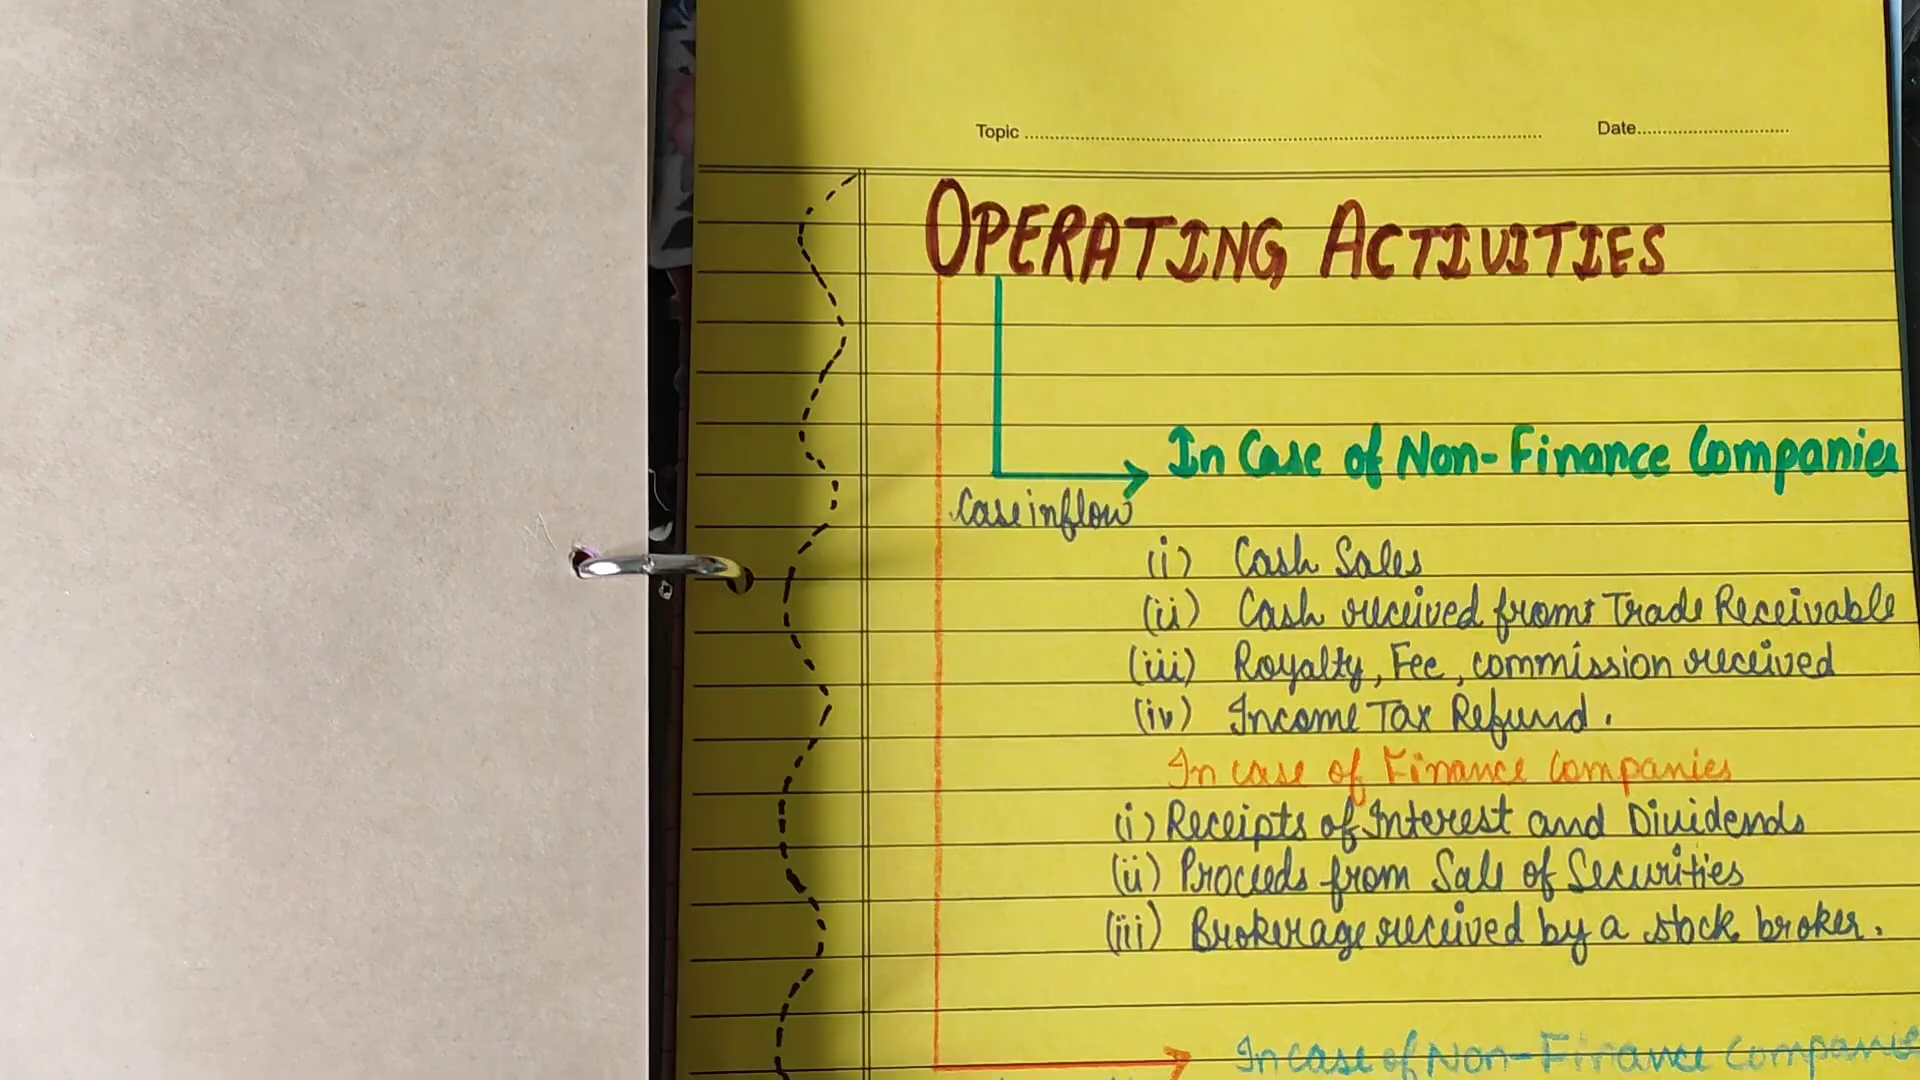 Topic Date
OPERATING ACTIVITIES
In Case of Non-Finance Companies
Case inflow
(i) Cash Sales
(ii) Cash received from Trade Receivable
(iii) Royalty, Fee, commission received
(iv) Income Tax Refund.
In case of Finance Companies
(i) Receipts of Interest and Dividends
(ii) Proceeds from Sale of Securities
(iii) Brokerage received by a stock broker.
In case of Non-Finance Companies